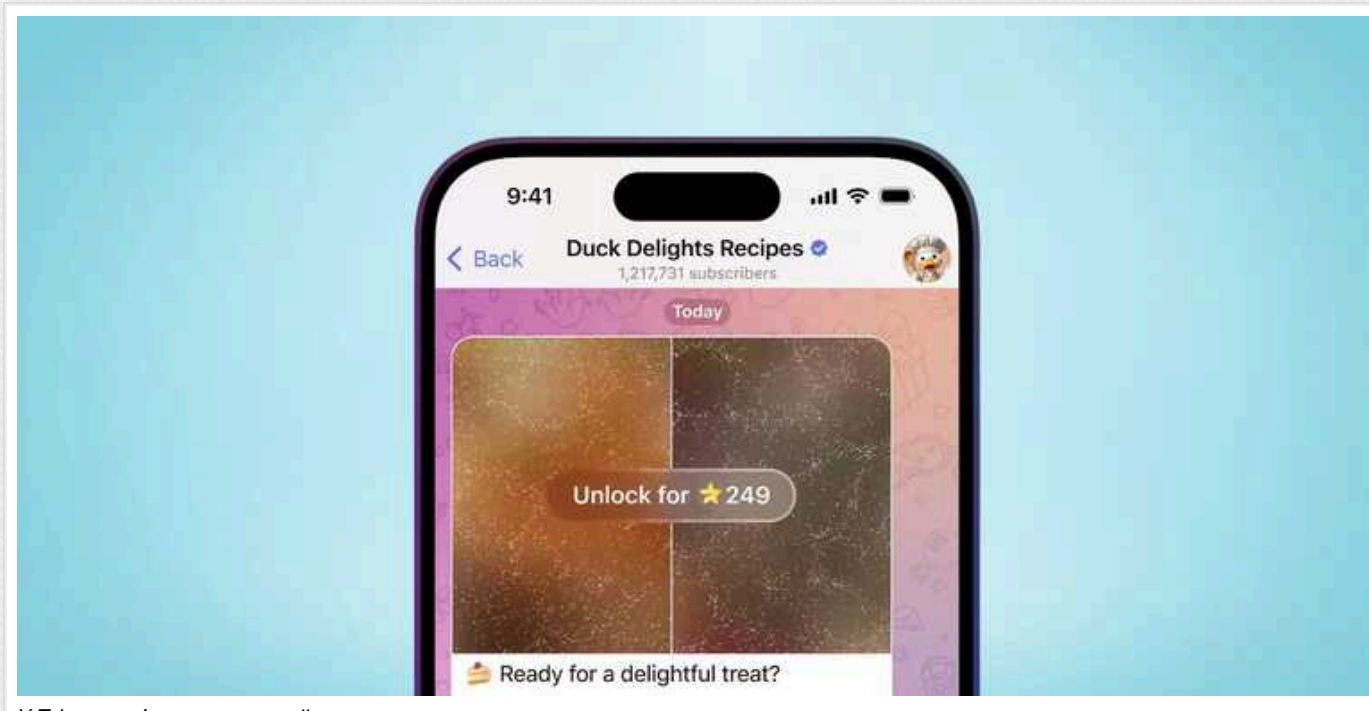 9:41
Back
Duck Delights Recipes
1,217,731 subscribers
Today
Unlock for ⭐249
🍰 Ready for a delightful treat?